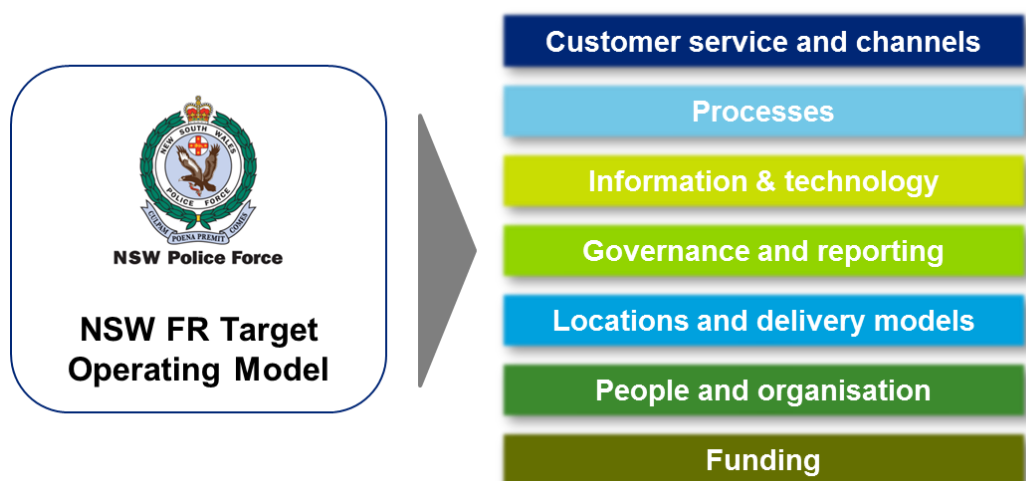 NEW SOUTH WALES
POLICE FORCE
CULPAM
POENA PREMIT
COMES
NSW Police Force
NSW FR Target
Operating Model
Customer service and channels
Processes
Information & technology
Governance and reporting
Locations and delivery models
People and organisation
Funding